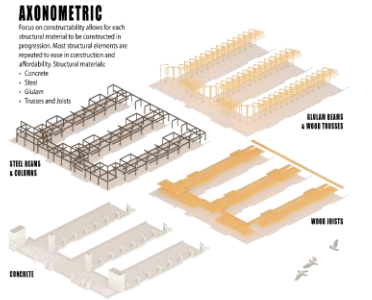 AXONOMETRIC
Focus on constructability allows for each
structural material to be constructed in
progression. Most structural elements are
repeated to ease in construction and
affordability. Structural materials:
• Concrete
• Steel
• Glulam
• Trusses and Joists
GLULAM BEAMS
& WOOD TRUSSES
STEEL BEAMS
& COLUMNS
WOOD JOISTS
CONCRETE